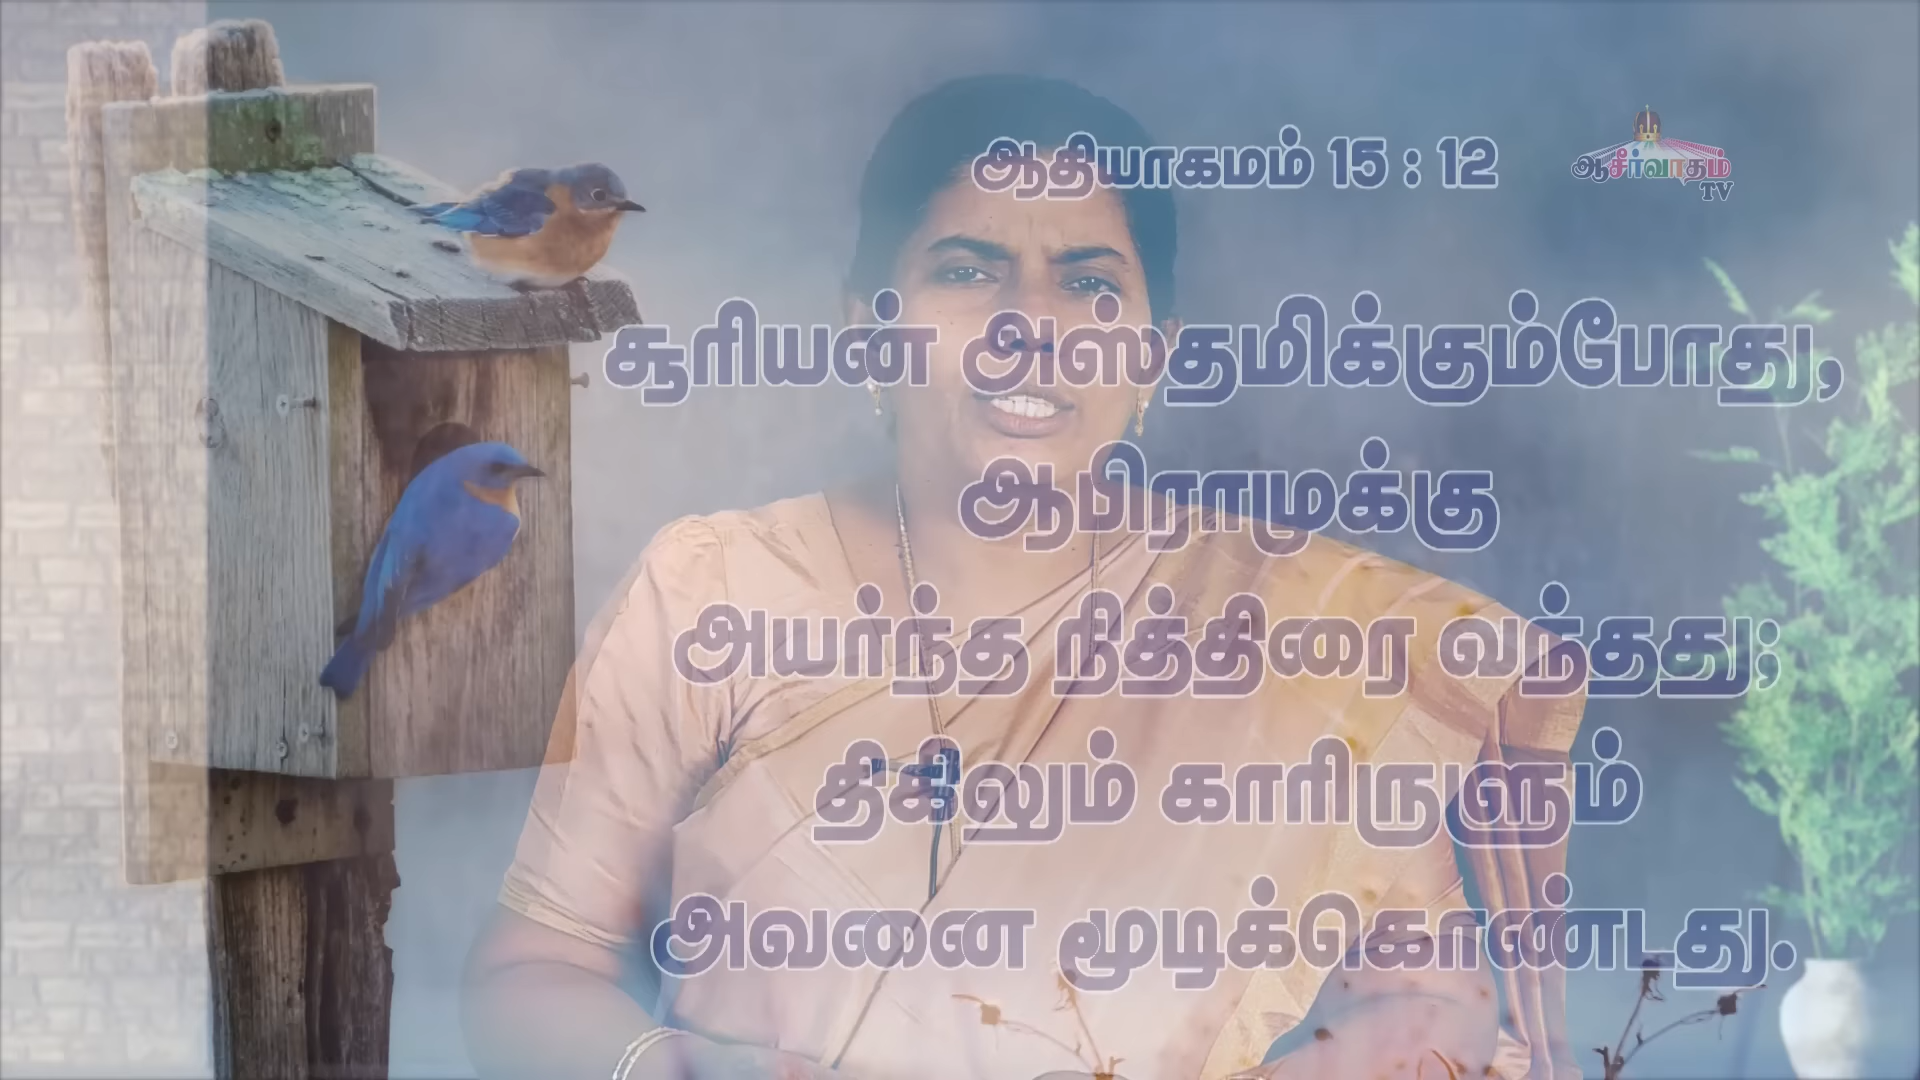 ஆதியாகமம் 15 : 12
ஆசீர்வாதம்
TV
சூரியன் அஸ்தமிக்கும்போது,
ஆபிராமுக்கு
அயர்ந்த நித்திரை வந்தது;
திகிலும் காரிருளும்
அவனை மூடிக்கொண்டது.